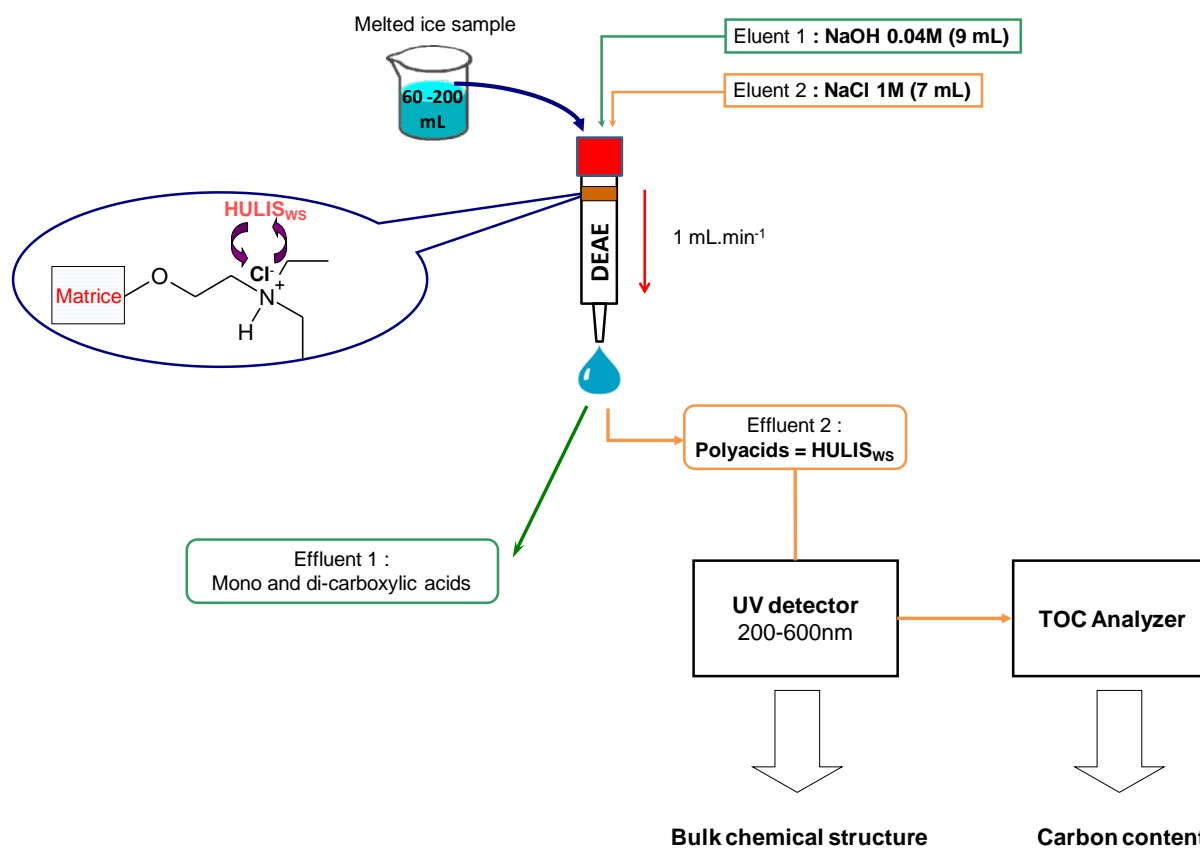 Melted ice sample
60 -200
mL
Eluent 1 : NaOH 0.04M (9 mL)
Eluent 2 : NaCl 1M (7 mL)
DEAE
1 mL.min⁻¹
HULIS_WS
Cl⁻
Matrice
O
N
+
H
Effluent 2 :
Polyacids = HULIS_WS
Effluent 1 :
Mono and di-carboxylic acids
UV detector
200-600nm
TOC Analyzer
Bulk chemical structure
Carbon content